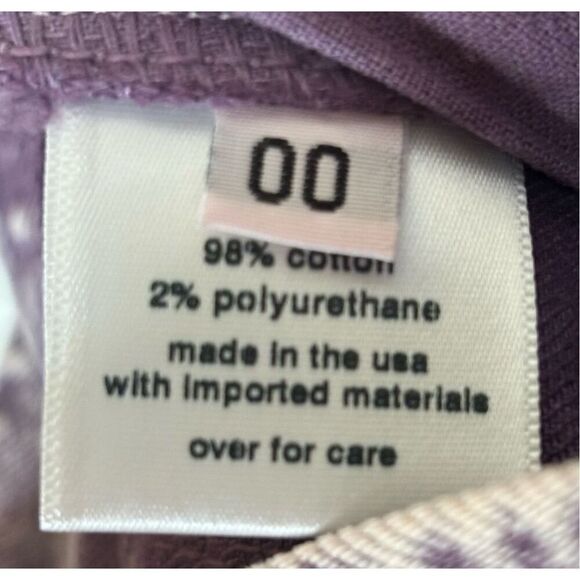 00
98% cotton
2% polyurethane
made in the usa
with imported materials
over for care